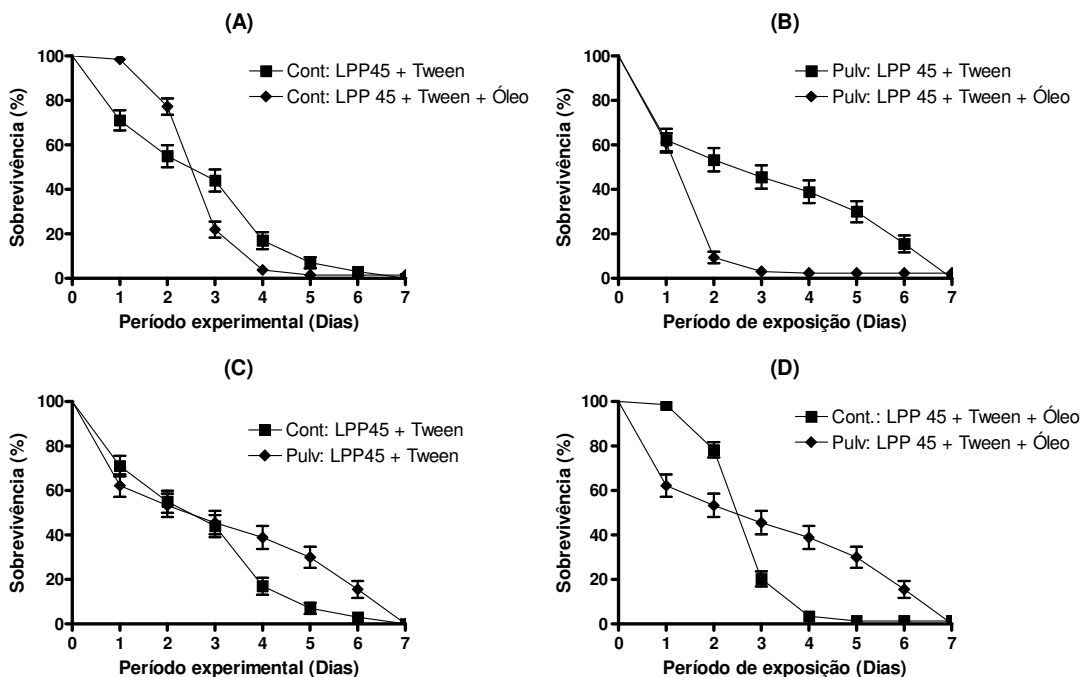 (A)
Sobrevivência (%)
100
80
60
40
20
0
0 1 2 3 4 5 6 7
Período experimental (Dias)
Cont: LPP45 + Tween
Cont: LPP 45 + Tween + Óleo
(B)
Sobrevivência (%)
100
80
60
40
20
0
0 1 2 3 4 5 6 7
Período de exposição (Dias)
Pulv: LPP 45 + Tween
Pulv: LPP 45 + Tween + Óleo
(C)
Sobrevivência (%)
100
80
60
40
20
0
0 1 2 3 4 5 6 7
Período experimental (Dias)
Cont: LPP45 + Tween
Pulv: LPP45 + Tween
(D)
Sobrevivência (%)
100
80
60
40
20
0
0 1 2 3 4 5 6 7
Período de exposição (Dias)
Cont.: LPP 45 + Tween + Óleo
Pulv: LPP 45 + Tween + Óleo